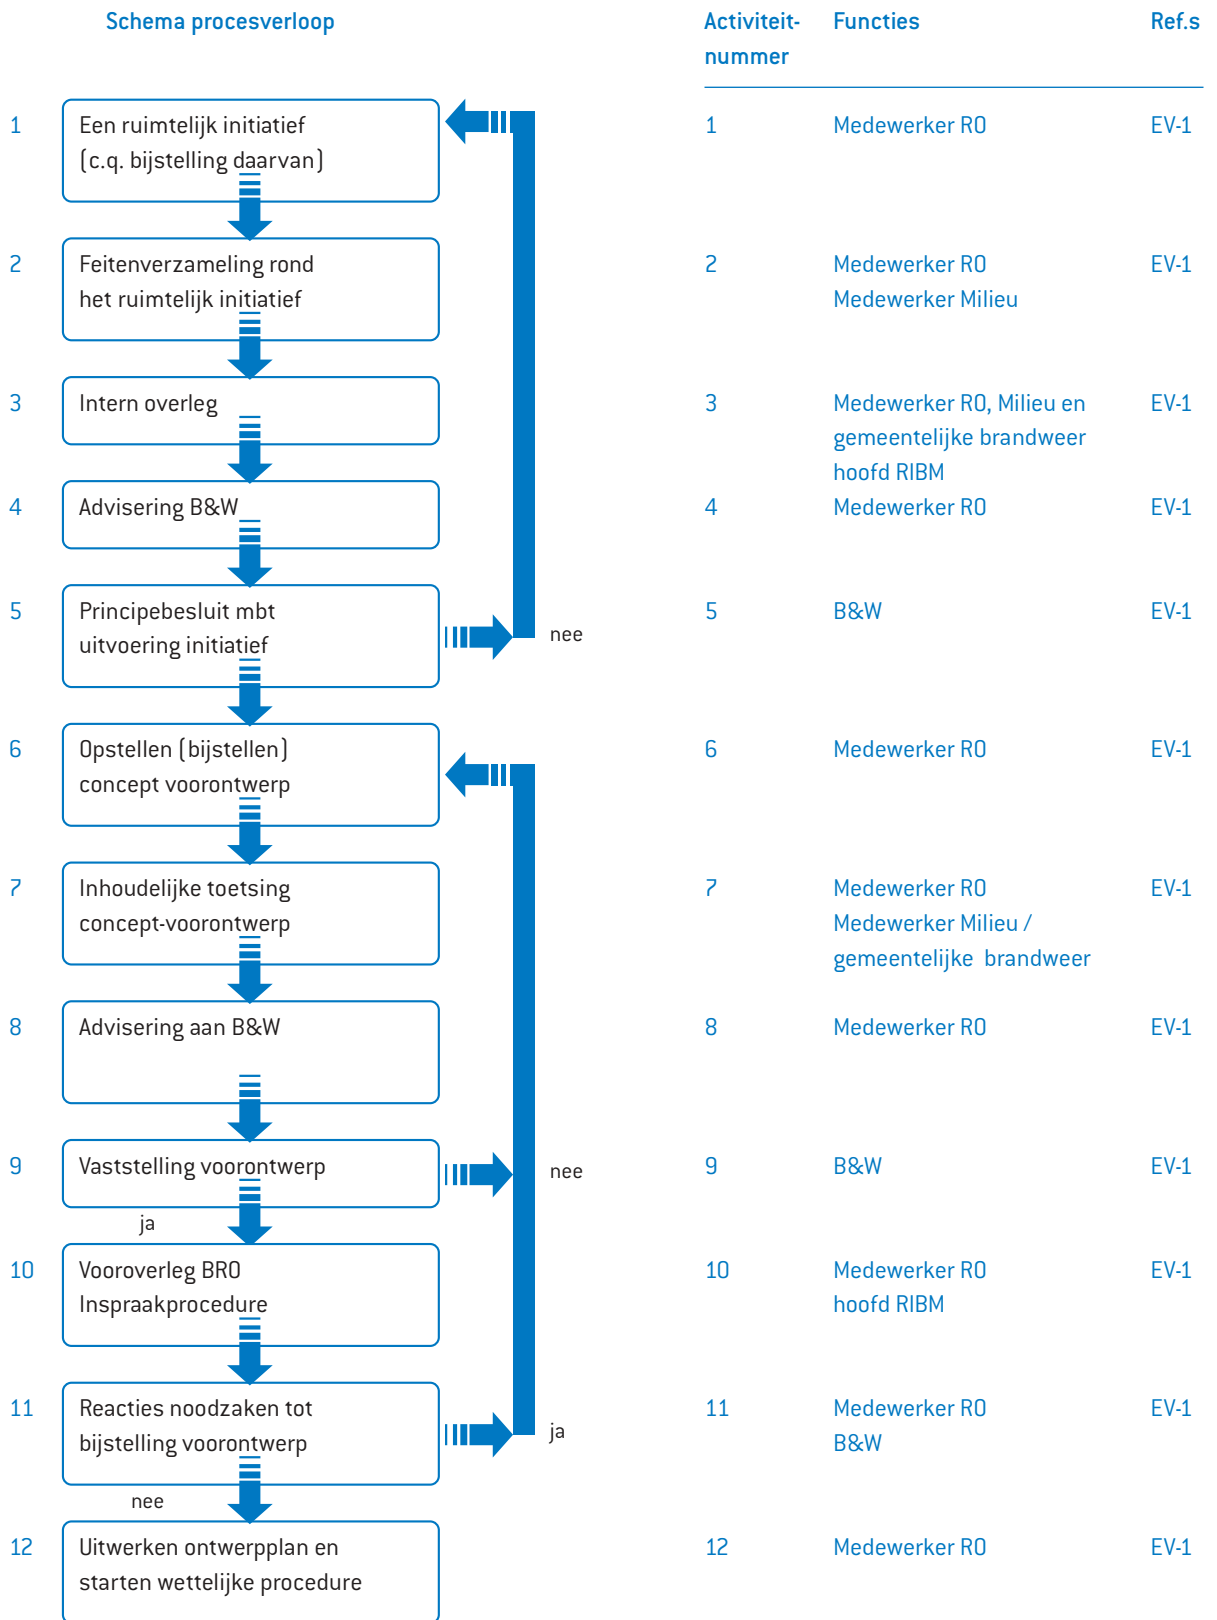 Schema procesverloop
Activiteit-
nummer
Functies
Ref.s
1
Een ruimtelijk initiatief
(c.q. bijstelling daarvan)
1
Medewerker RO
EV-1
2
Feitenverzameling rond
het ruimtelijk initiatief
2
Medewerker RO
Medewerker Milieu
EV-1
3
Intern overleg
3
Medewerker RO, Milieu en
gemeentelijke brandweer
hoofd RIBM
EV-1
4
Advisering B&W
4
Medewerker RO
EV-1
5
Principebesluit mbt
uitvoering initiatief
nee
5
B&W
EV-1
6
Opstellen (bijstellen)
concept voorontwerp
6
Medewerker RO
EV-1
7
Inhoudelijke toetsing
concept-voorontwerp
7
Medewerker RO
Medewerker Milieu /
gemeentelijke brandweer
EV-1
8
Advisering aan B&W
8
Medewerker RO
EV-1
9
Vaststelling voorontwerp
nee
ja
9
B&W
EV-1
10
Vooroverleg BRO
Inspraakprocedure
10
Medewerker RO
hoofd RIBM
EV-1
11
Reacties noodzaken tot
bijstelling voorontwerp
ja
nee
11
Medewerker RO
B&W
EV-1
12
Uitwerken ontwerpplan en
starten wettelijke procedure
12
Medewerker RO
EV-1